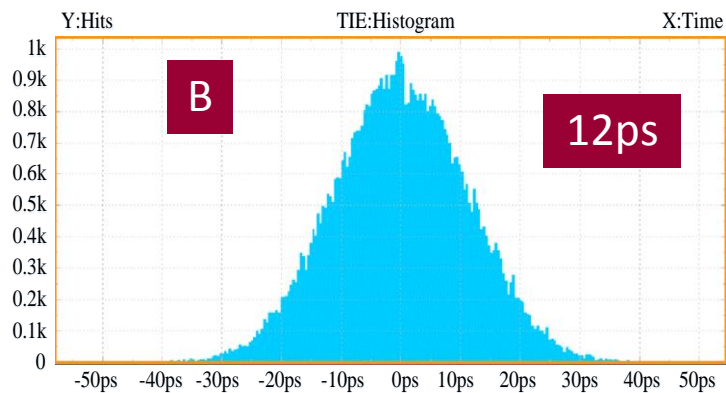 Y:Hits TIE:Histogram X:Time
1k
0.9k
B
0.8k
12ps
0.7k
0.6k
0.5k
0.4k
0.3k
0.2k
0.1k
0
-50ps -40ps -30ps -20ps -10ps 0ps 10ps 20ps 30ps 40ps 50ps